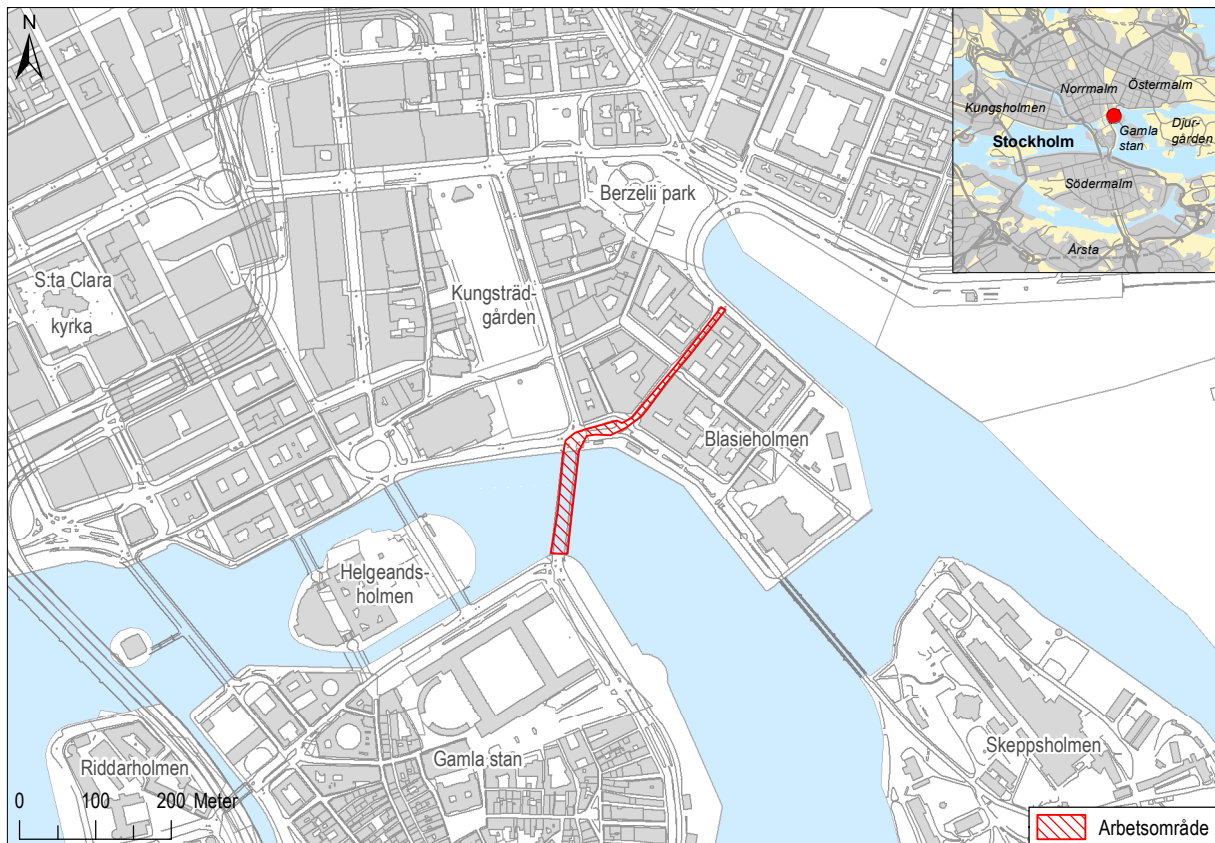 N
Norrmalm
Östermalm
Kungsholmen
Djur-
gården
Gamla
stan
Stockholm
Södermalm
Årsta
Berzelii park
S:ta Clara
kyrka
Kungsträd-
gården
Blasieholmen
Helgeands-
holmen
Skeppsholmen
Gamla stan
Riddarholmen
0 100 200 Meter
Arbetsområde